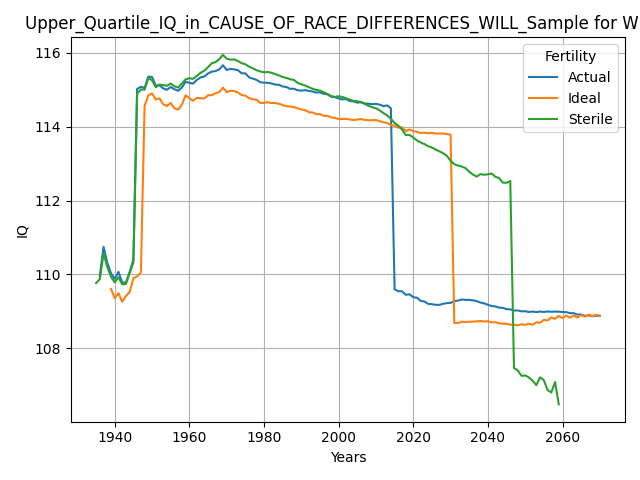 Upper_Quartile_IQ_in_CAUSE_OF_RACE_DIFFERENCES_WILL_Sample for W
116
114
112
110
108
IQ
Fertility
Actual
Ideal
Sterile
1940
1960
1980
2000
2020
2040
2060
Years